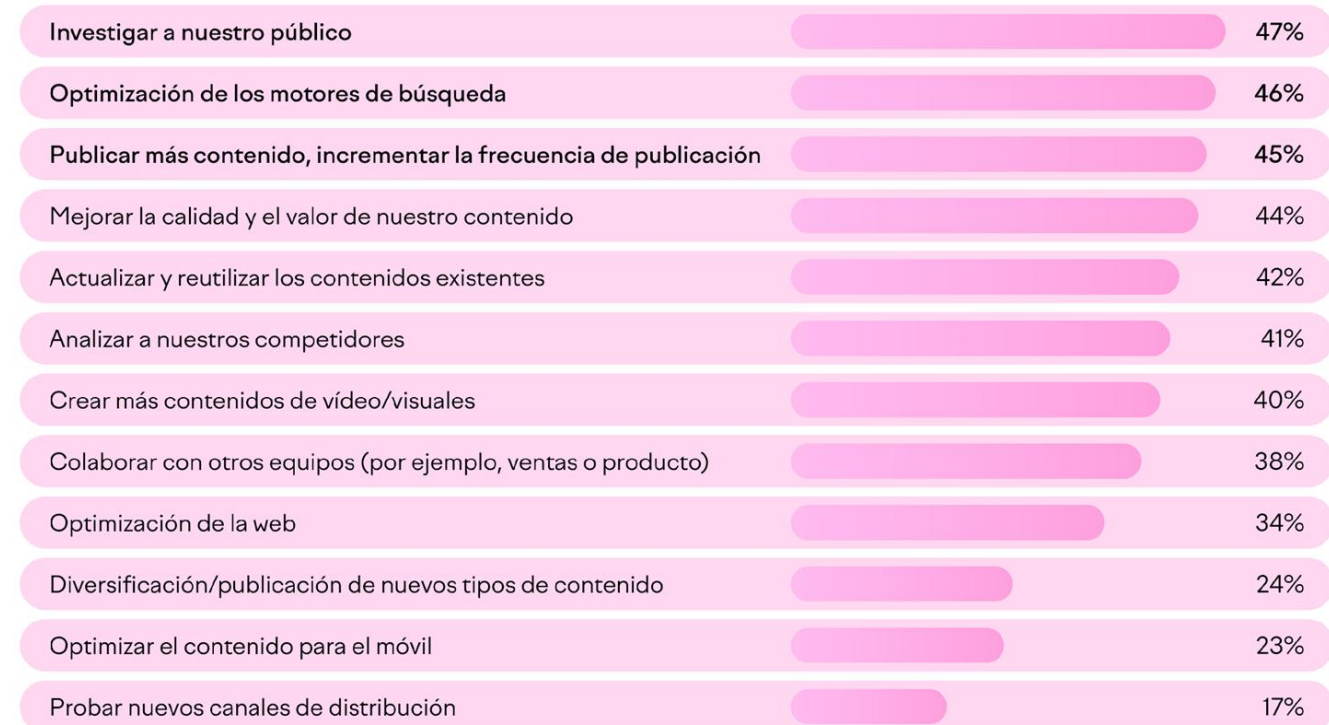 Investigar a nuestro público 47%
Optimización de los motores de búsqueda 46%
Publicar más contenido, incrementar la frecuencia de publicación 45%
Mejorar la calidad y el valor de nuestro contenido 44%
Actualizar y reutilizar los contenidos existentes 42%
Analizar a nuestros competidores 41%
Crear más contenidos de vídeo/visuales 40%
Colaborar con otros equipos (por ejemplo, ventas o producto) 38%
Optimización de la web 34%
Diversificación/publicación de nuevos tipos de contenido 24%
Optimizar el contenido para el móvil 23%
Probar nuevos canales de distribución 17%